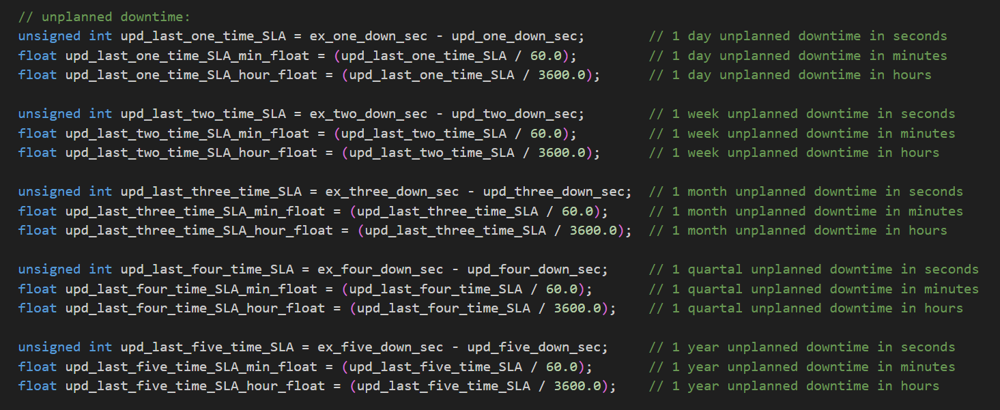 // unplanned downtime:
unsigned int upd_last_one_time_SLA = ex_one_down_sec - upd_one_down_sec;        // 1 day unplanned downtime in seconds
float upd_last_one_time_SLA_min_float = (upd_last_one_time_SLA / 60.0);         // 1 day unplanned downtime in minutes
float upd_last_one_time_SLA_hour_float = (upd_last_one_time_SLA / 3600.0);      // 1 day unplanned downtime in hours

unsigned int upd_last_two_time_SLA = ex_two_down_sec - upd_two_down_sec;        // 1 week unplanned downtime in seconds
float upd_last_two_time_SLA_min_float = (upd_last_two_time_SLA / 60.0);         // 1 week unplanned downtime in minutes
float upd_last_two_time_SLA_hour_float = (upd_last_two_time_SLA / 3600.0);      // 1 week unplanned downtime in hours

unsigned int upd_last_three_time_SLA = ex_three_down_sec - upd_three_down_sec;  // 1 month unplanned downtime in seconds
float upd_last_three_time_SLA_min_float = (upd_last_three_time_SLA / 60.0);     // 1 month unplanned downtime in minutes
float upd_last_three_time_SLA_hour_float = (upd_last_three_time_SLA / 3600.0);  // 1 month unplanned downtime in hours

unsigned int upd_last_four_time_SLA = ex_four_down_sec - upd_four_down_sec;     // 1 quartal unplanned downtime in seconds
float upd_last_four_time_SLA_min_float = (upd_last_four_time_SLA / 60.0);       // 1 quartal unplanned downtime in minutes
float upd_last_four_time_SLA_hour_float = (upd_last_four_time_SLA / 3600.0);    // 1 quartal unplanned downtime in hours

unsigned int upd_last_five_time_SLA = ex_five_down_sec - upd_five_down_sec;     // 1 year unplanned downtime in seconds
float upd_last_five_time_SLA_min_float = (upd_last_five_time_SLA / 60.0);       // 1 year unplanned downtime in minutes
float upd_last_five_time_SLA_hour_float = (upd_last_five_time_SLA / 3600.0);    // 1 year unplanned downtime in hours